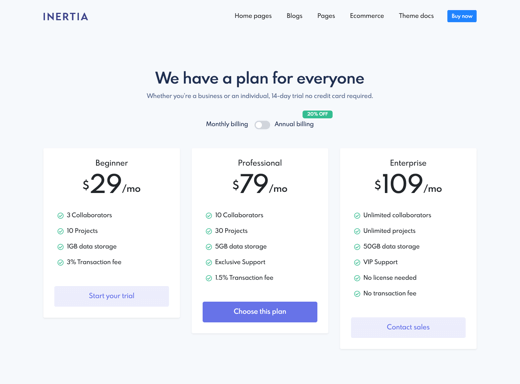 INERTIA
Home pages Blogs Pages Ecommerce Theme docs Buy now
We have a plan for everyone
Whether you're a business or an individual, 14-day trial no credit card required.
20% OFF
Monthly billing Annual billing
Beginner
$29/mo
3 Collaborators
10 Projects
1GB data storage
3% Transaction fee
Start your trial
Professional
$79/mo
10 Collaborators
30 Projects
5GB data storage
Exclusive Support
1.5% Transaction fee
Choose this plan
Enterprise
$109/mo
Unlimited collaborators
Unlimited projects
50GB data storage
VIP Support
No license needed
No transaction fee
Contact sales